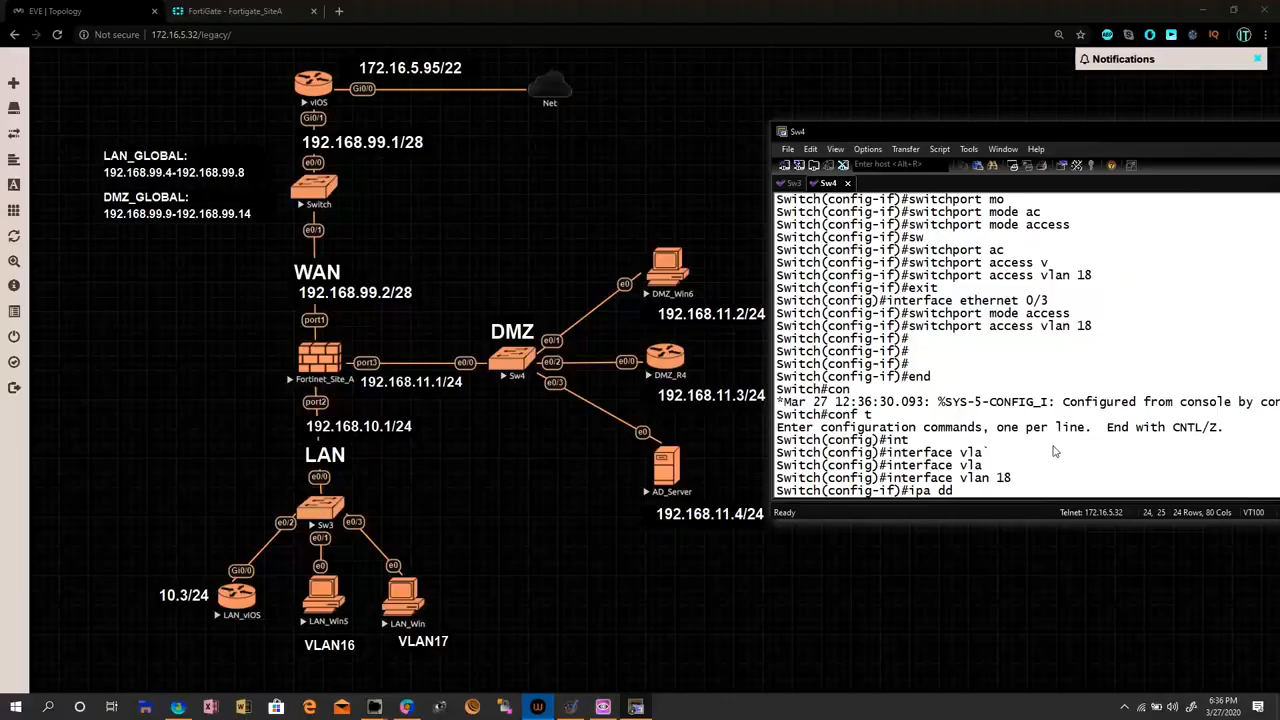 EVE | Topology
FortiGate - Fortigate_SiteA
Not secure | 172.16.5.32/legacy/
Notifications
172.16.5.95/22
Gi0/0
vIOS
Net
Gi0/1
192.168.99.1/28
LAN_GLOBAL:
192.168.99.4-192.168.99.8
DMZ_GLOBAL:
192.168.99.9-192.168.99.14
e0/0
Switch
e0/1
WAN
192.168.99.2/28
port1
Fortinet_Site_A
port3
192.168.11.1/24
port2
192.168.10.1/24
LAN
e0/0
Sw3
e0/2
e0/3
e0/1
Gi0/0
e0
e0
10.3/24
LAN_vIOS
LAN_Win5
LAN_Win
VLAN16
VLAN17
DMZ
e0/0
Sw4
e0/1
e0/2
e0/3
e0
DMZ_Win6
192.168.11.2/24
e0/0
DMZ_R4
192.168.11.3/24
e0
AD_Server
192.168.11.4/24
Sw4
File Edit View Options Transfer Script Tools Window Help
Enter host <Alt+R>
Sw3
Sw4
Switch(config-if)#switchport mo
Switch(config-if)#switchport mode ac
Switch(config-if)#switchport mode access
Switch(config-if)#sw
Switch(config-if)#switchport ac
Switch(config-if)#switchport access v
Switch(config-if)#switchport access vlan 18
Switch(config-if)#exit
Switch(config)#interface ethernet 0/3
Switch(config-if)#switchport mode access
Switch(config-if)#switchport access vlan 18
Switch(config-if)#
Switch(config-if)#
Switch(config-if)#
Switch(config-if)#end
Switch#con
*Mar 27 12:36:30.093: %SYS-5-CONFIG_I: Configured from console by con
Switch#conf t
Enter configuration commands, one per line. End with CNTL/Z.
Switch(config)#int
Switch(config)#interface vla`
Switch(config)#interface vla
Switch(config)#interface vlan 18
Switch(config-if)#ipa dd
Ready
Telnet: 172.16.5.32
24, 25
24 Rows, 80 Cols
VT100
6:36 PM
3/27/2020